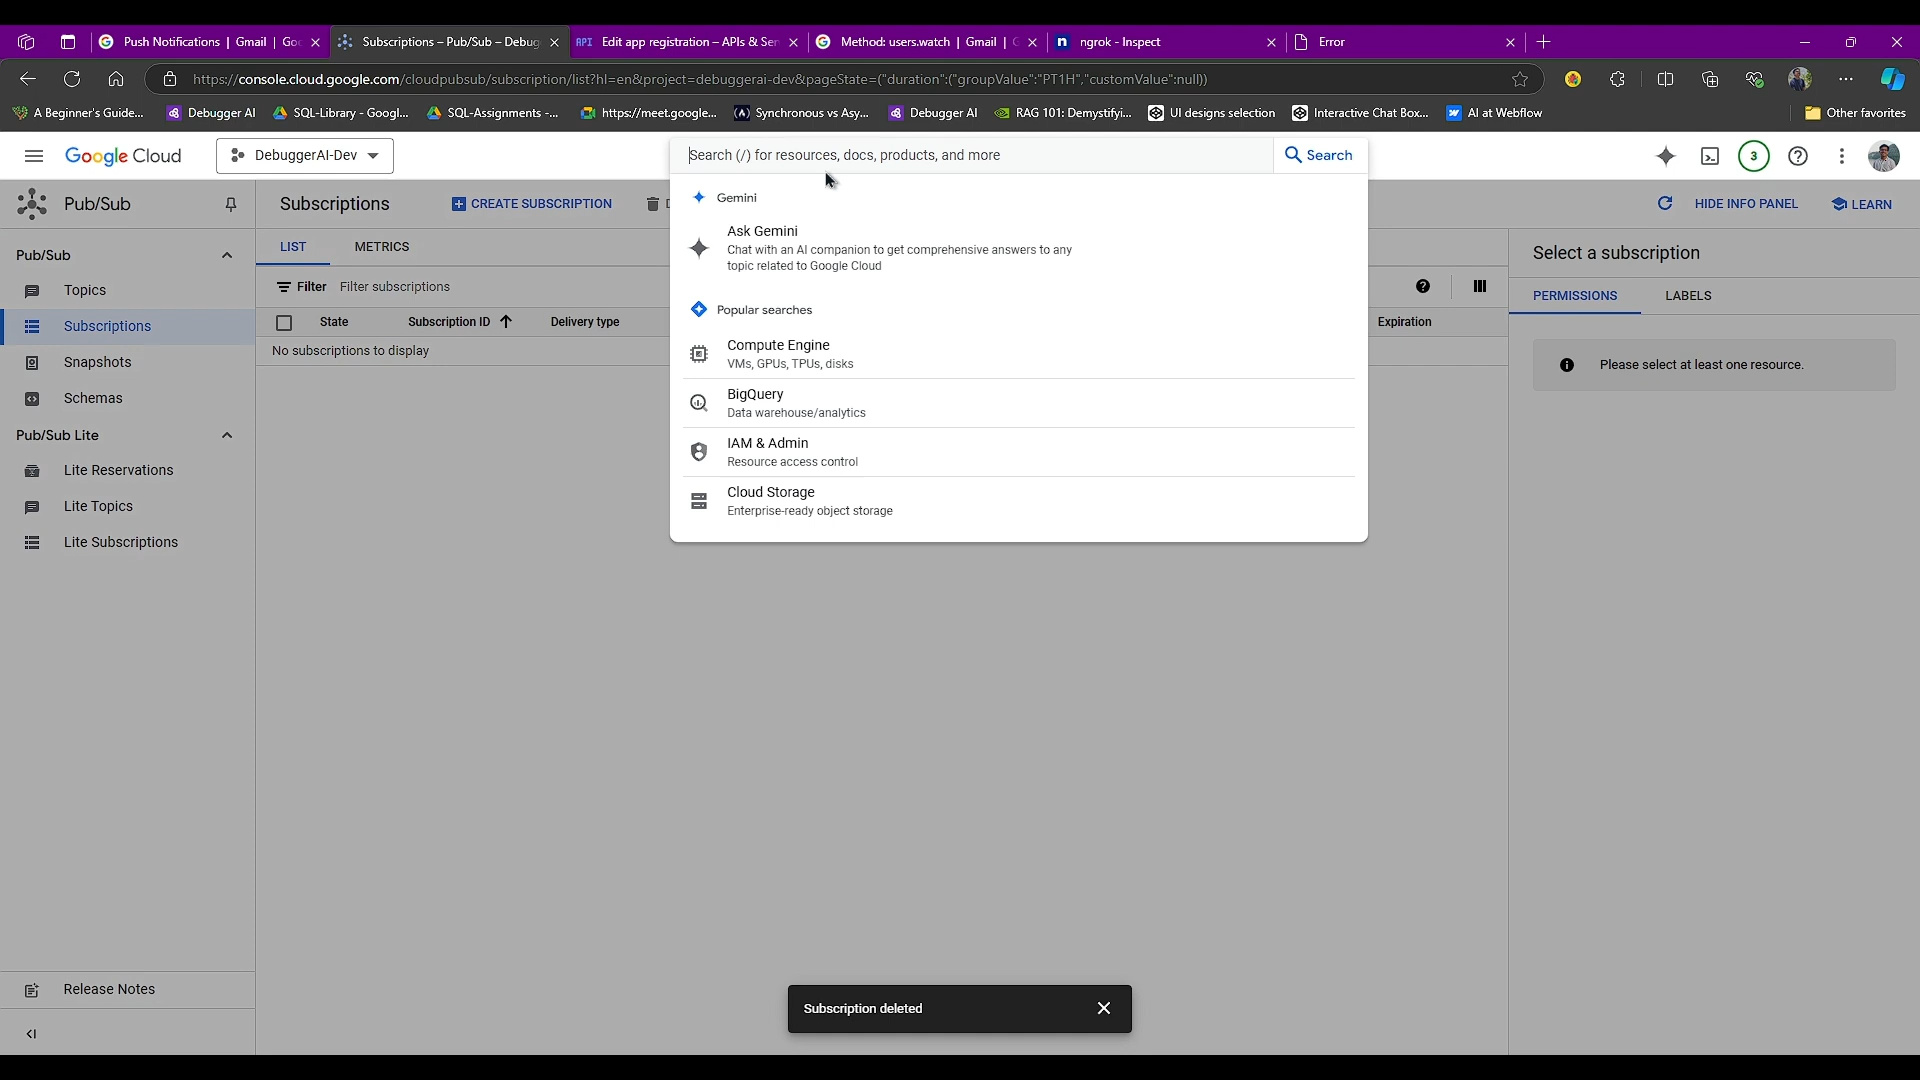 Push Notifications | Gmail | Goo
Subscriptions – Pub/Sub – Debug
API Edit app registration – APIs & Ser
Method: users.watch | Gmail | G
n ngrok - Inspect
Error
https://console.cloud.google.com/cloudpubsub/subscription/list?hl=en&project=debuggerai-dev&pageState=("duration":("groupValue":"PT1H","customValue":null))
A Beginner's Guide...
Debugger AI
SQL-Library - Googl...
SQL-Assignments -...
https://meet.google...
Synchronous vs Asy...
Debugger AI
RAG 101: Demystifyi...
UI designs selection
Interactive Chat Box...
AI at Webflow
Other favorites
Google Cloud
DebuggerAI-Dev
Search (/) for resources, docs, products, and more
Search
3
Pub/Sub
Subscriptions
CREATE SUBSCRIPTION
HIDE INFO PANEL
LEARN
Pub/Sub
Topics
Subscriptions
Snapshots
Schemas
Pub/Sub Lite
Lite Reservations
Lite Topics
Lite Subscriptions
Release Notes
LIST
METRICS
Filter Filter subscriptions
State
Subscription ID
Delivery type
Expiration
No subscriptions to display
Gemini
Ask Gemini
Chat with an AI companion to get comprehensive answers to any
topic related to Google Cloud
Popular searches
Compute Engine
VMs, GPUs, TPUs, disks
BigQuery
Data warehouse/analytics
IAM & Admin
Resource access control
Cloud Storage
Enterprise-ready object storage
Select a subscription
PERMISSIONS
LABELS
Please select at least one resource.
Subscription deleted